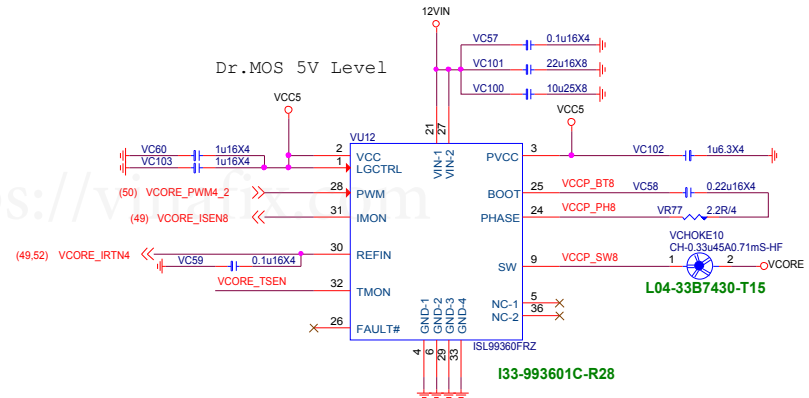 12VIN
VC57 0.1u16X4
VC101 22u16X8
VC100 10u25X8
Dr.MOS 5V Level
VCC5
VCC5
21 27
VU12
VC60 1u16X4
VC103 1u16X4
2 VCC
1 LGCTRL
VIN-1 VIN-2
PVCC 3
VC102 1u6.3X4
(50) VCORE_PWM4_2 28 PWM
BOOT 25 VCCP_BT8 VC58 0.22u16X4
(49) VCORE_ISEN8 31 IMON
PHASE 24 VCCP_PH8 VR77 2.2R/4
VCHOKE10
CH-0.33u45A0.71mS-HF
(49,52) VCORE_IRTN4 30 REFIN
VC59 0.1u16X4
SW 9 VCCP_SW8 1 2 VCORE
L04-33B7430-T15
VCORE_TSEN 32 TMON
NC-1 5
NC-2 36
26 FAULT#
GND-1 GND-2 GND-3 GND-4
4 6 29 33
ISL99360FRZ
I33-993601C-R28